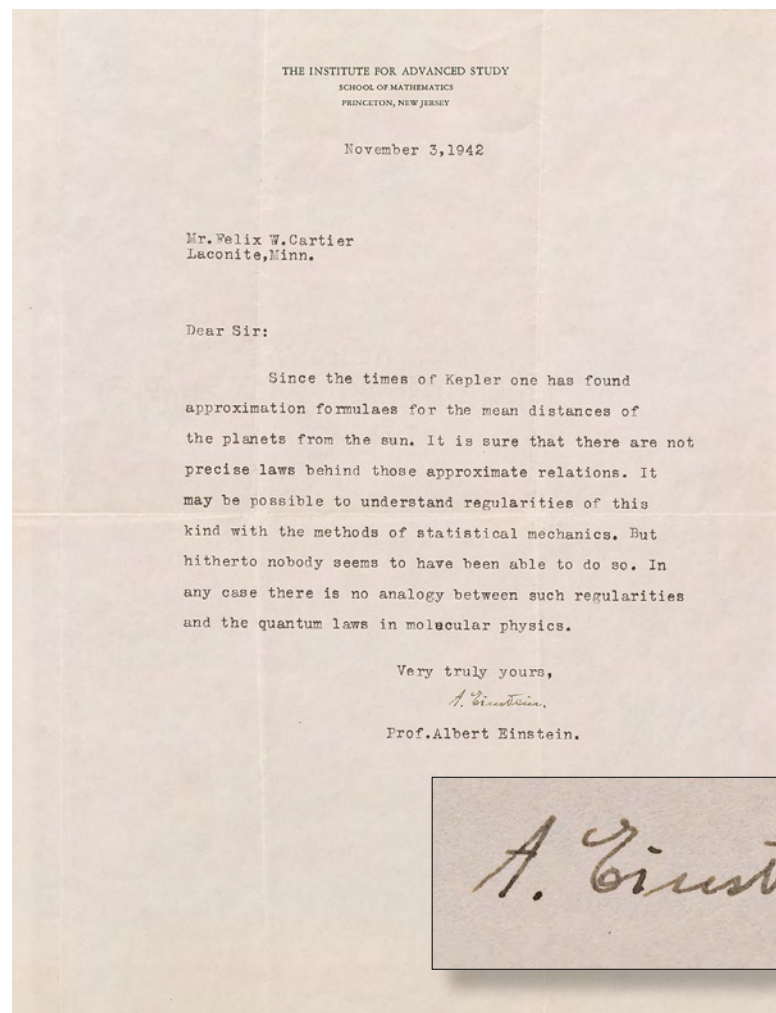 THE INSTITUTE FOR ADVANCED STUDY
SCHOOL OF MATHEMATICS
PRINCETON, NEW JERSEY
November 3,1942
Mr.Felix W.Cartier
Laconite,Minn.
Dear Sir:
Since the times of Kepler one has found
approximation formulaes for the mean distances of
the planets from the sun. It is sure that there are not
precise laws behind those approximate relations. It
may be possible to understand regularities of this
kind with the methods of statistical mechanics. But
hitherto nobody seems to have been able to do so. In
any case there is no analogy between such regularities
and the quantum laws in molecular physics.
Very truly yours,
A. Einstein.
Prof.Albert Einstein.
A. Einst